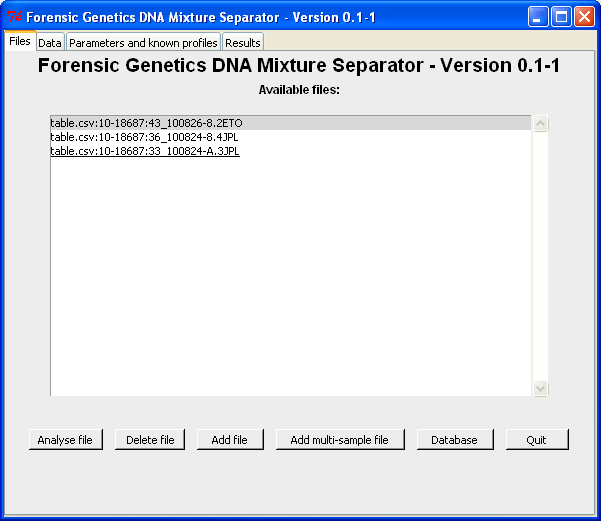 Forensic Genetics DNA Mixture Separator - Version 0.1-1
Files Data Parameters and known profiles Results
Forensic Genetics DNA Mixture Separator - Version 0.1-1
Available files:
table.csv:10-18687:43_100826-8.2ETO
table.csv:10-18687:36_100824-8.4JPL
table.csv:10-18687:33_100824-A.3JPL
Analyse file Delete file Add file Add multi-sample file Database Quit